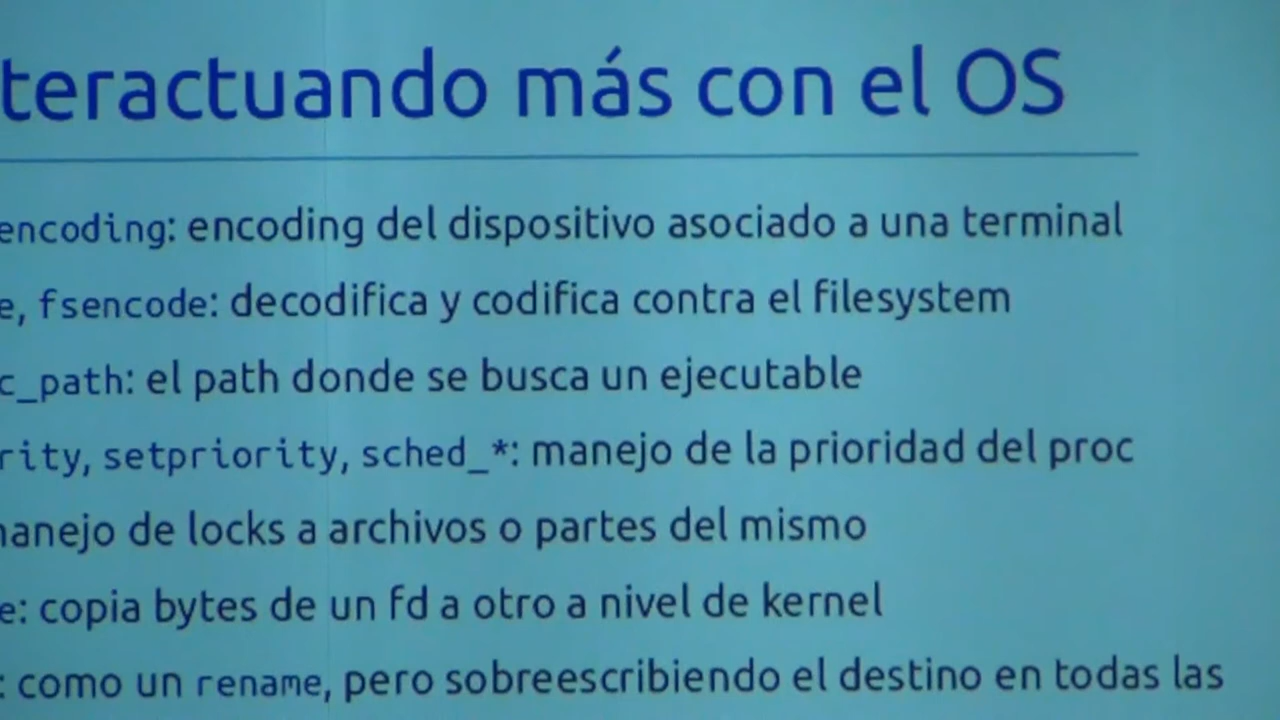 teractuando más con el OS
encoding: encoding del dispositivo asociado a una terminal
e, fsencode: decodifica y codifica contra el filesystem
c_path: el path donde se busca un ejecutable
rity, setpriority, sched_*: manejo de la prioridad del proc
manejo de locks a archivos o partes del mismo
e: copia bytes de un fd a otro a nivel de kernel
: como un rename, pero sobreescribiendo el destino en todas las